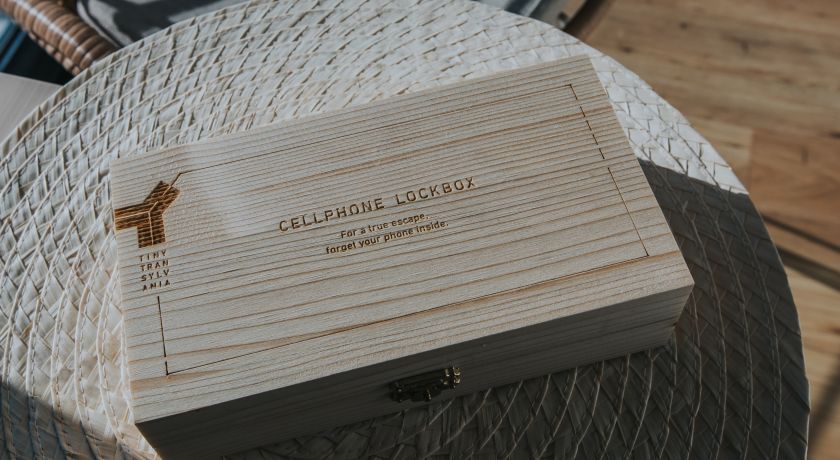 TINY
TRAN
SYLV
ANIA
CELLPHONE LOCKBOX
For a true escape,
forget your phone inside.